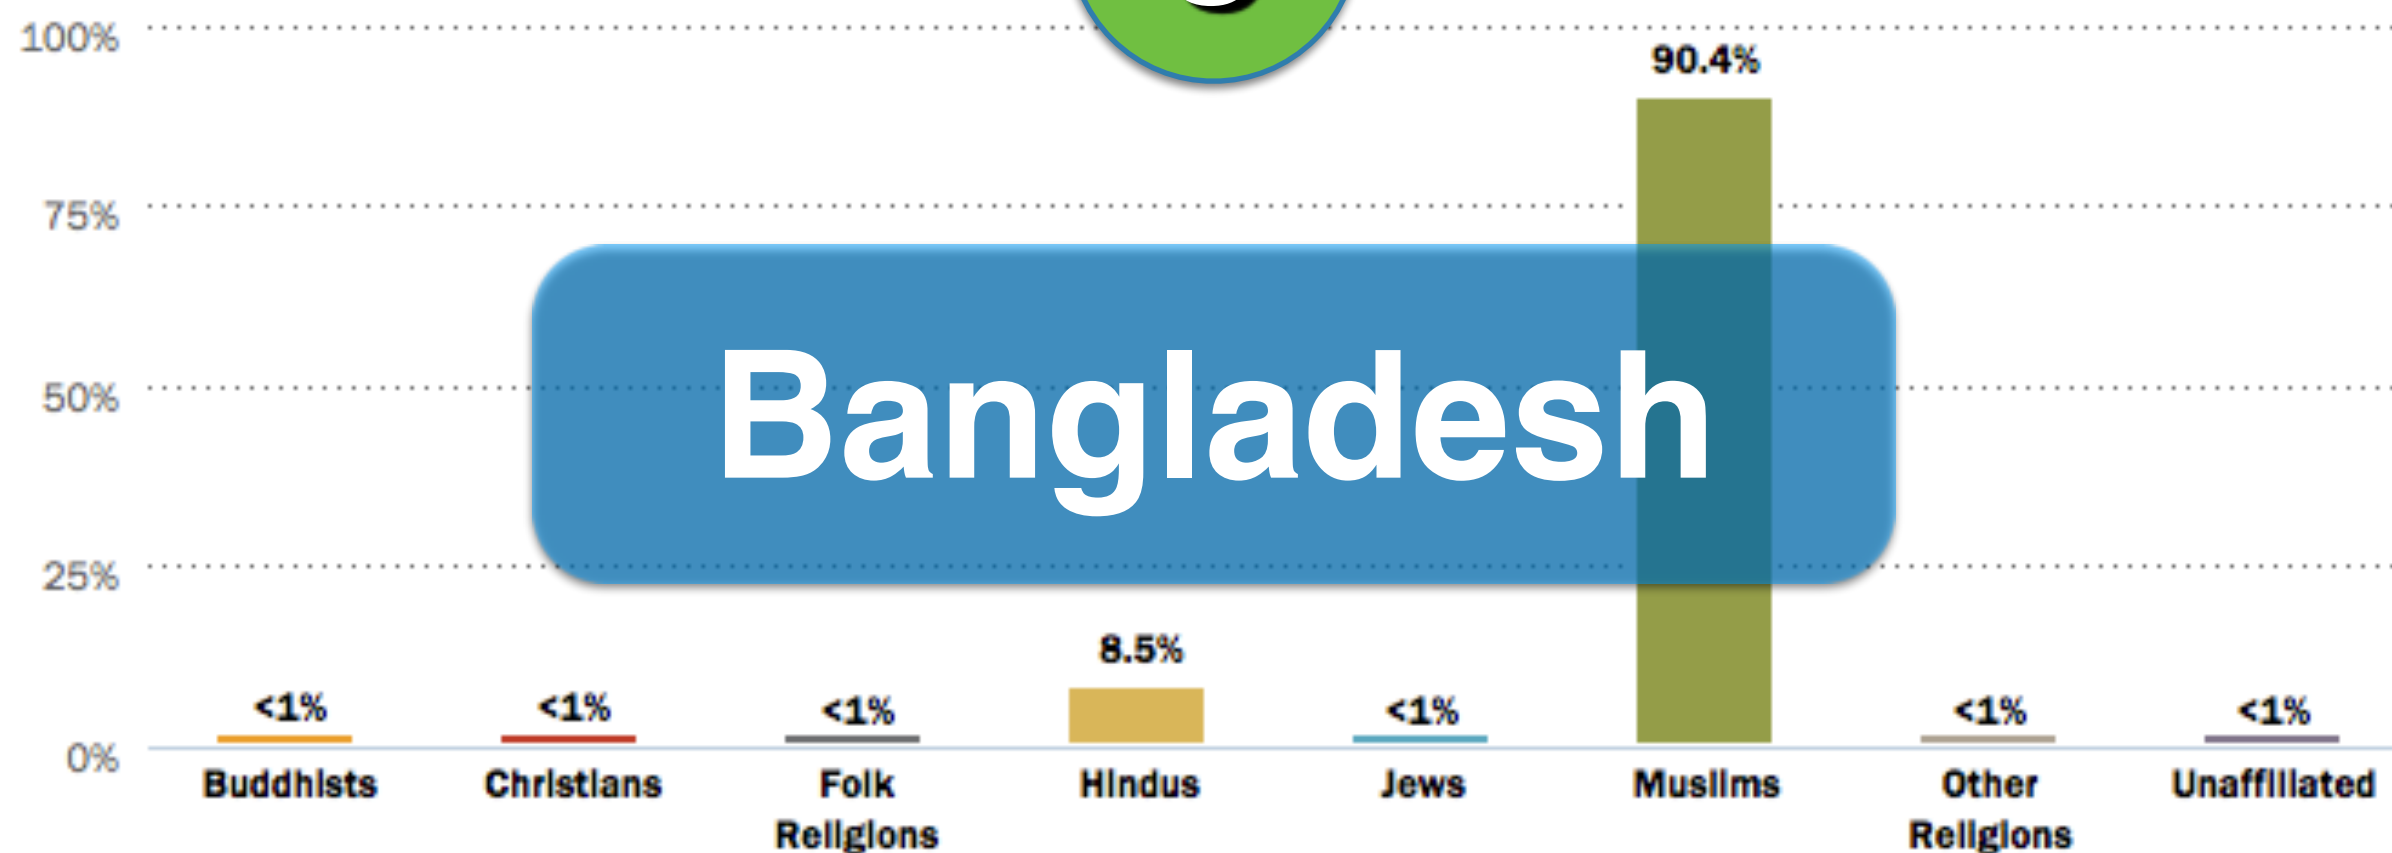 100%
90.4%
75%
Bangladesh
50%
25%
8.5%
<1%
<1%
<1%
<1%
<1%
<1%
0%
Buddhists
Christians
Folk
Religions
Hindus
Jews
Muslims
Other
Religions
Unaffiliated